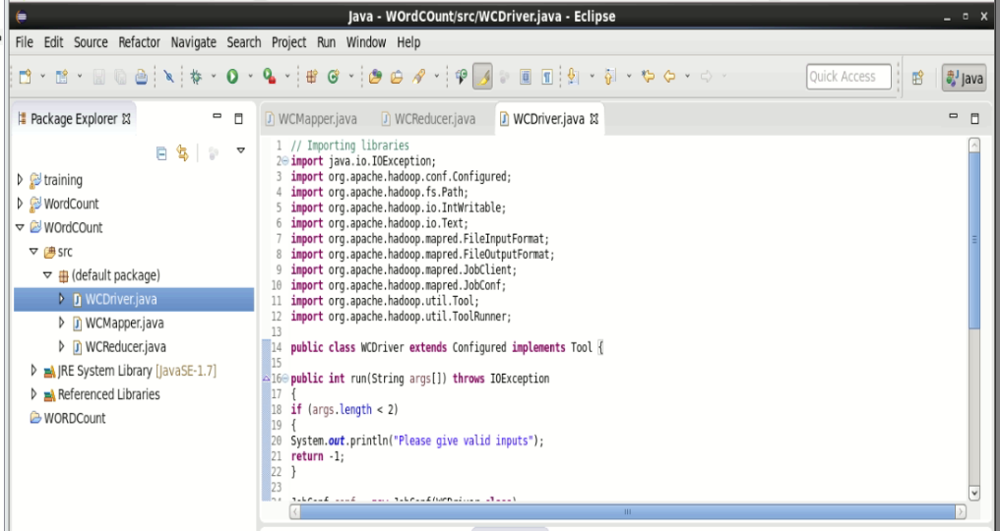 Java - WOrdCOunt/src/WCDriver.java - Eclipse
File Edit Source Refactor Navigate Search Project Run Window Help
Quick Access
Java
Package Explorer
WCMapper.java WCReducer.java WCDriver.java
training
WordCount
WOrdCOunt
src
(default package)
WCDriver.java
WCMapper.java
WCReducer.java
JRE System Library [JavaSE-1.7]
Referenced Libraries
WORDCount
1 // Importing libraries
2 import java.io.IOException;
3 import org.apache.hadoop.conf.Configured;
4 import org.apache.hadoop.fs.Path;
5 import org.apache.hadoop.io.IntWritable;
6 import org.apache.hadoop.io.Text;
7 import org.apache.hadoop.mapred.FileInputFormat;
8 import org.apache.hadoop.mapred.FileOutputFormat;
9 import org.apache.hadoop.mapred.JobClient;
10 import org.apache.hadoop.mapred.JobConf;
11 import org.apache.hadoop.util.Tool;
12 import org.apache.hadoop.util.ToolRunner;
13
14 public class WCDriver extends Configured implements Tool {
15
16 public int run(String args[]) throws IOException
17 {
18 if (args.length < 2)
19 {
20 System.out.println("Please give valid inputs");
21 return -1;
22 }
23